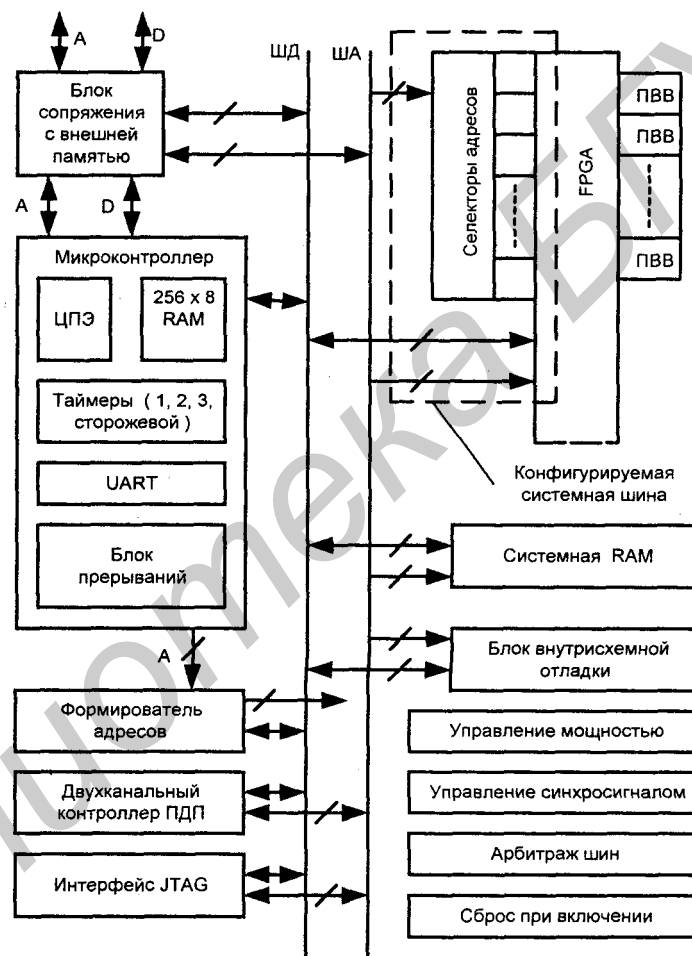 A
D
ШД
ША
Блок
сопряжения
с внешней
памятью
A
D
Микроконтроллер
ЦПЭ
256 x 8
RAM
Таймеры ( 1, 2, 3,
сторожевой )
UART
Блок
прерываний
A
Формирователь
адресов
Двухканальный
контроллер ПДП
Интерфейс JTAG
Селекторы адресов
FPGA
ПВВ
ПВВ
ПВВ
Конфигурируемая
системная шина
Системная RAM
Блок внутрисхемной
отладки
Управление мощностью
Управление синхросигналом
Арбитраж шин
Сброс при включении